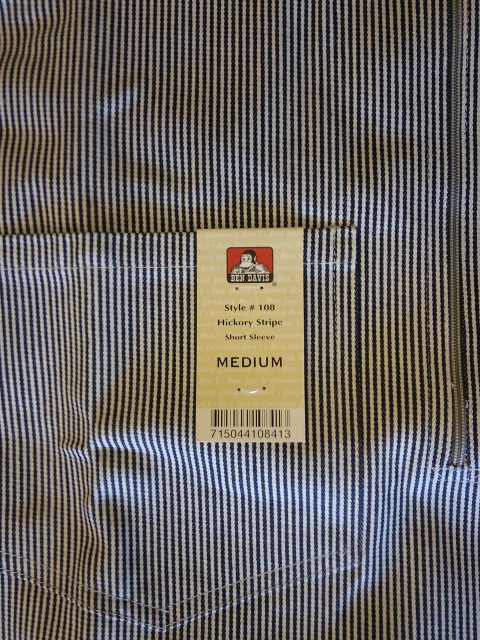 BEN DAVIS
®
Style # 108
Hickory Stripe
Short Sleeve
MEDIUM
715044108413